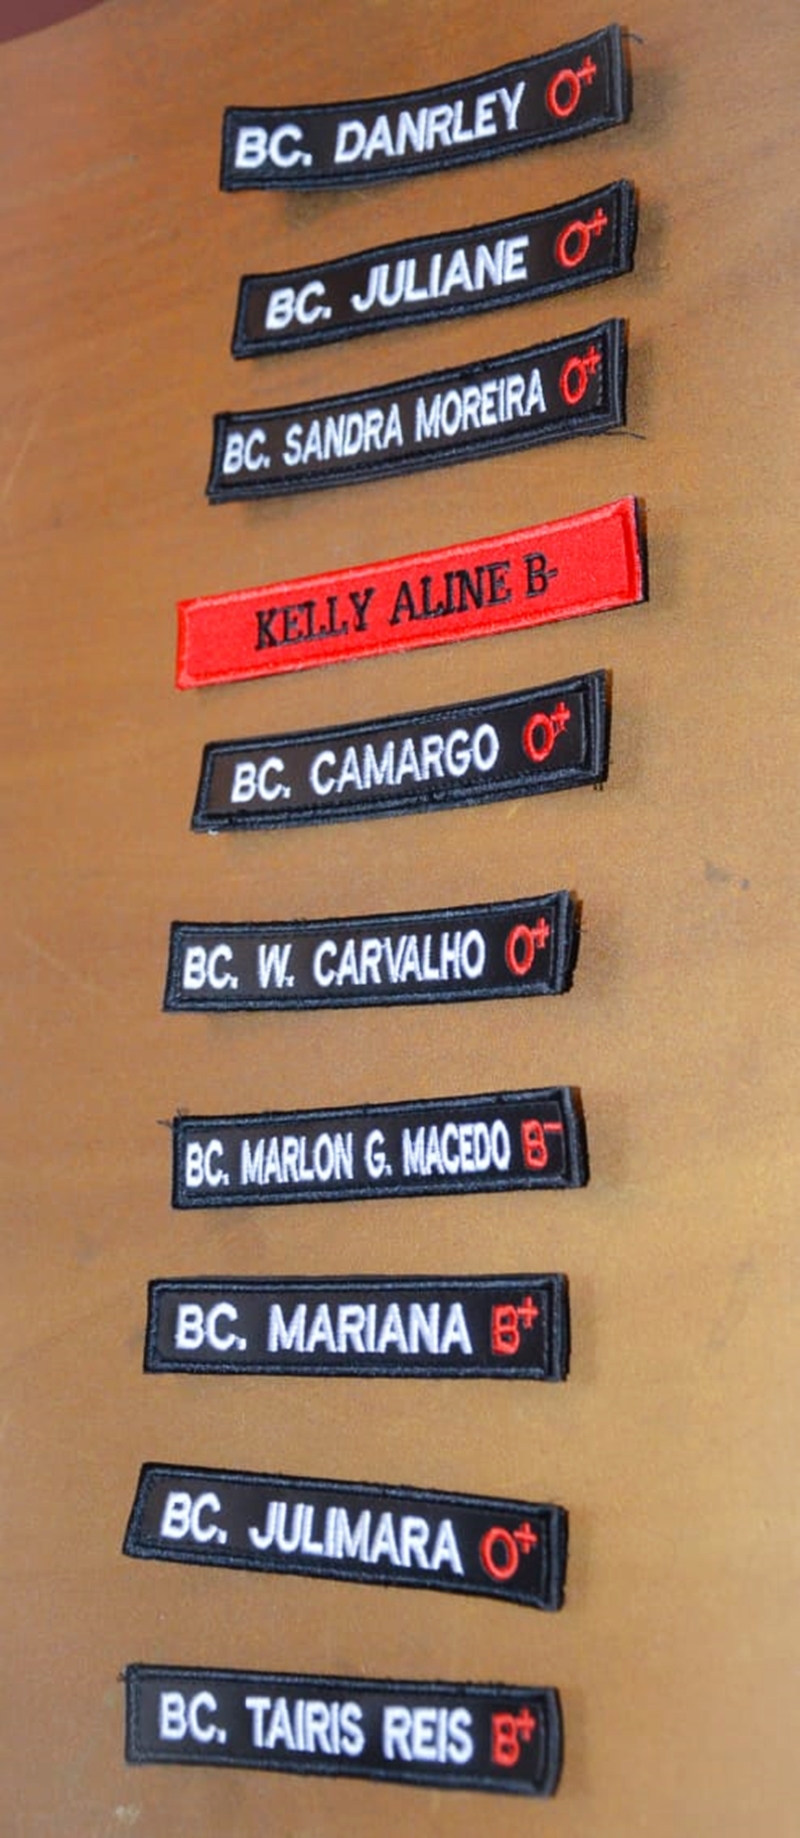 BC. DANRLEY O+
BC. JULIANE O+
BC. SANDRA MOREIRA O+
KELLY ALINE B-
BC. CAMARGO O+
BC. W. CARVALHO O+
BC. MARLON G. MACEDO B-
BC. MARIANA B+
BC. JULIMARA O+
BC. TAIRIS REIS B+